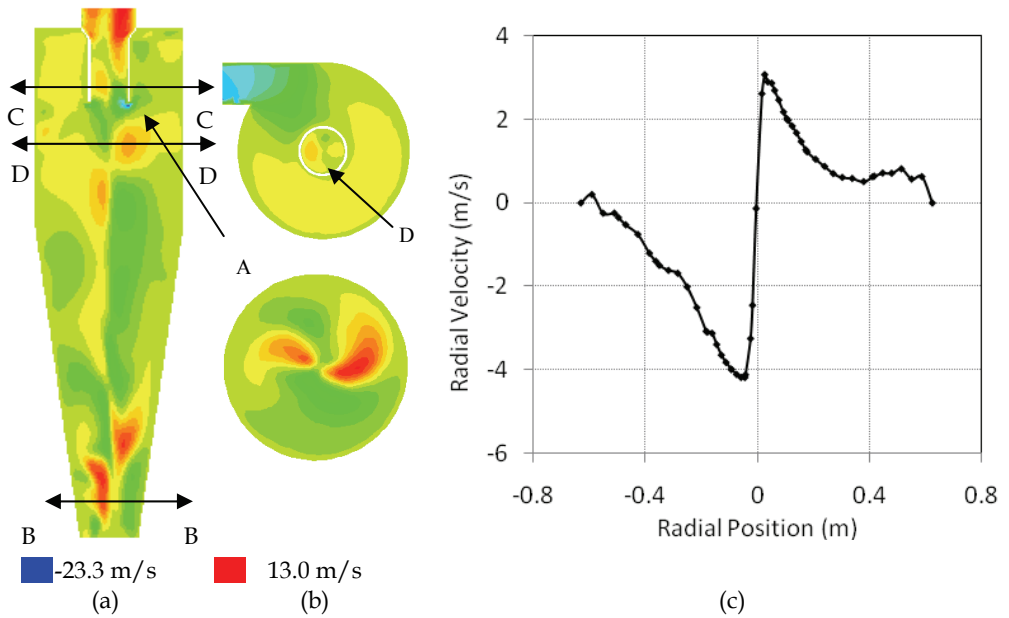 C C
D D
A
B B
-23.3 m/s 13.0 m/s
(a) (b)
D
Radial Velocity (m/s)
4
2
0
-2
-4
-6
-0.8 -0.4 0 0.4 0.8
Radial Position (m)
(c)